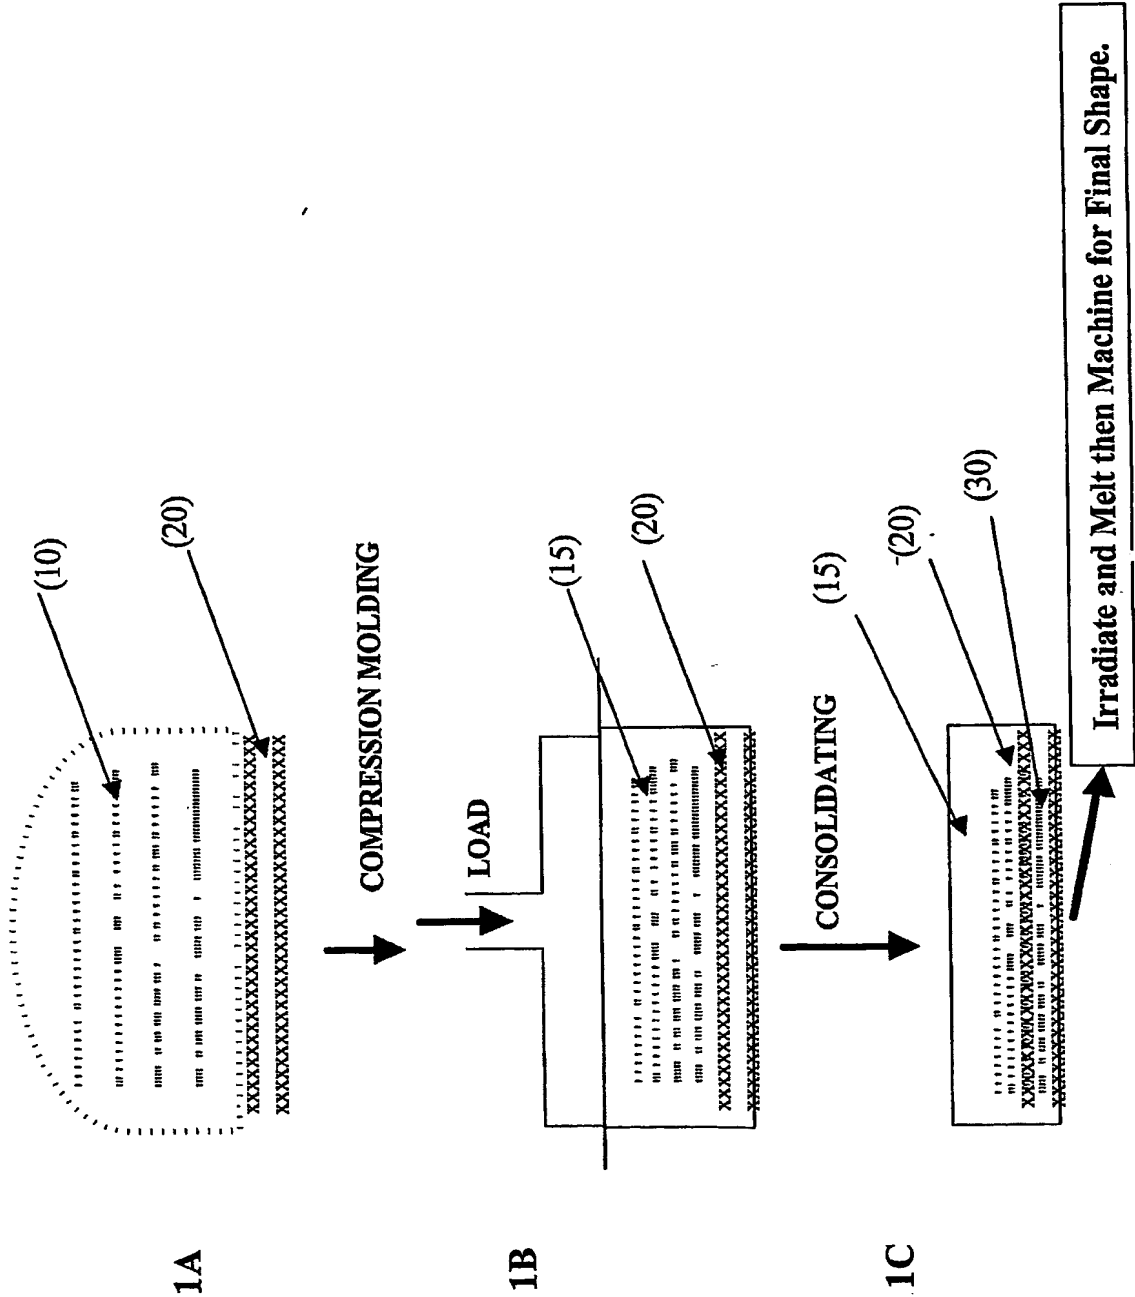 1A
(10)
(20)
COMPRESSION MOLDING
1B
LOAD
(15)
(20)
CONSOLIDATING
1C
(15)
(20)
(30)
Irradiate and Melt then Machine for Final Shape.